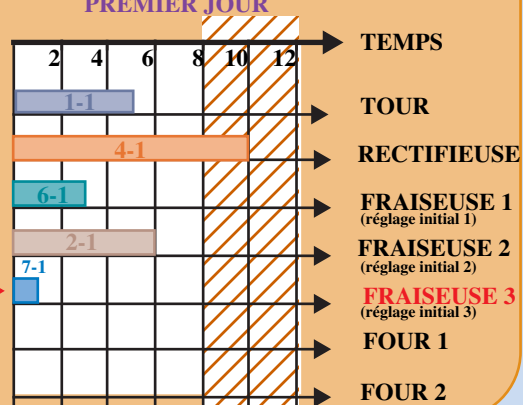 PREMIER JOUR
TEMPS
2 4 6 8 10 12
1-1
TOUR
4-1
RECTIFIEUSE
6-1
FRAISEUSE 1
(réglage initial 1)
2-1
FRAISEUSE 2
(réglage initial 2)
7-1
FRAISEUSE 3
(réglage initial 3)
FOUR 1
FOUR 2